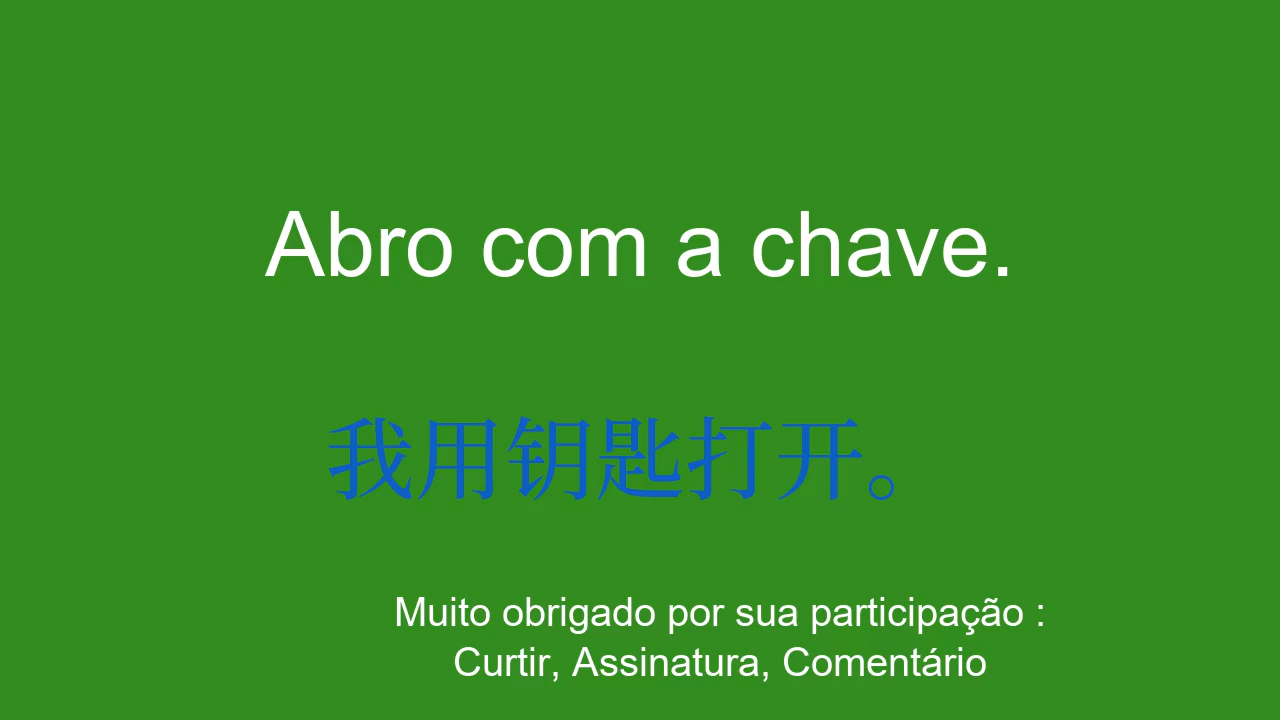 Abro com a chave.
我用钥匙打开。
Muito obrigado por sua participação :
Curtir, Assinatura, Comentário